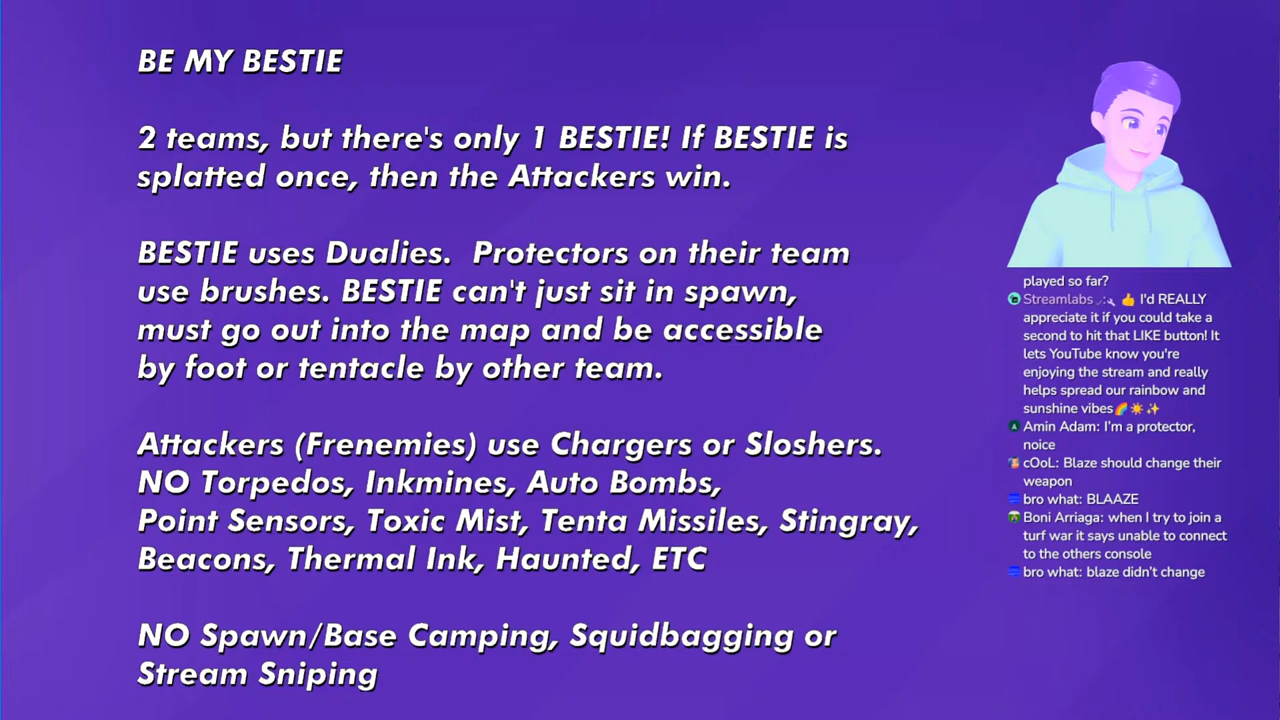 BE MY BESTIE
2 teams, but there's only 1 BESTIE! If BESTIE is
splatted once, then the Attackers win.
BESTIE uses Dualies.  Protectors on their team
use brushes. BESTIE can't just sit in spawn,
must go out into the map and be accessible
by foot or tentacle by other team.
Attackers (Frenemies) use Chargers or Sloshers.
NO Torpedos, Inkmines, Auto Bombs,
Point Sensors, Toxic Mist, Tenta Missiles, Stingray,
Beacons, Thermal Ink, Haunted, ETC
NO Spawn/Base Camping, Squidbagging or
Stream Sniping
played so far?
Streamlabs 👍 I'd REALLY
appreciate it if you could take a
second to hit that LIKE button! It
lets YouTube know you're
enjoying the stream and really
helps spread our rainbow and
sunshine vibes🌈☀️✨
A Amin Adam: I'm a protector,
noice
cOoL: Blaze should change their
weapon
bro what: BLAAZE
Boni Arriaga: when I try to join a
turf war it says unable to connect
to the others console
bro what: blaze didn't change